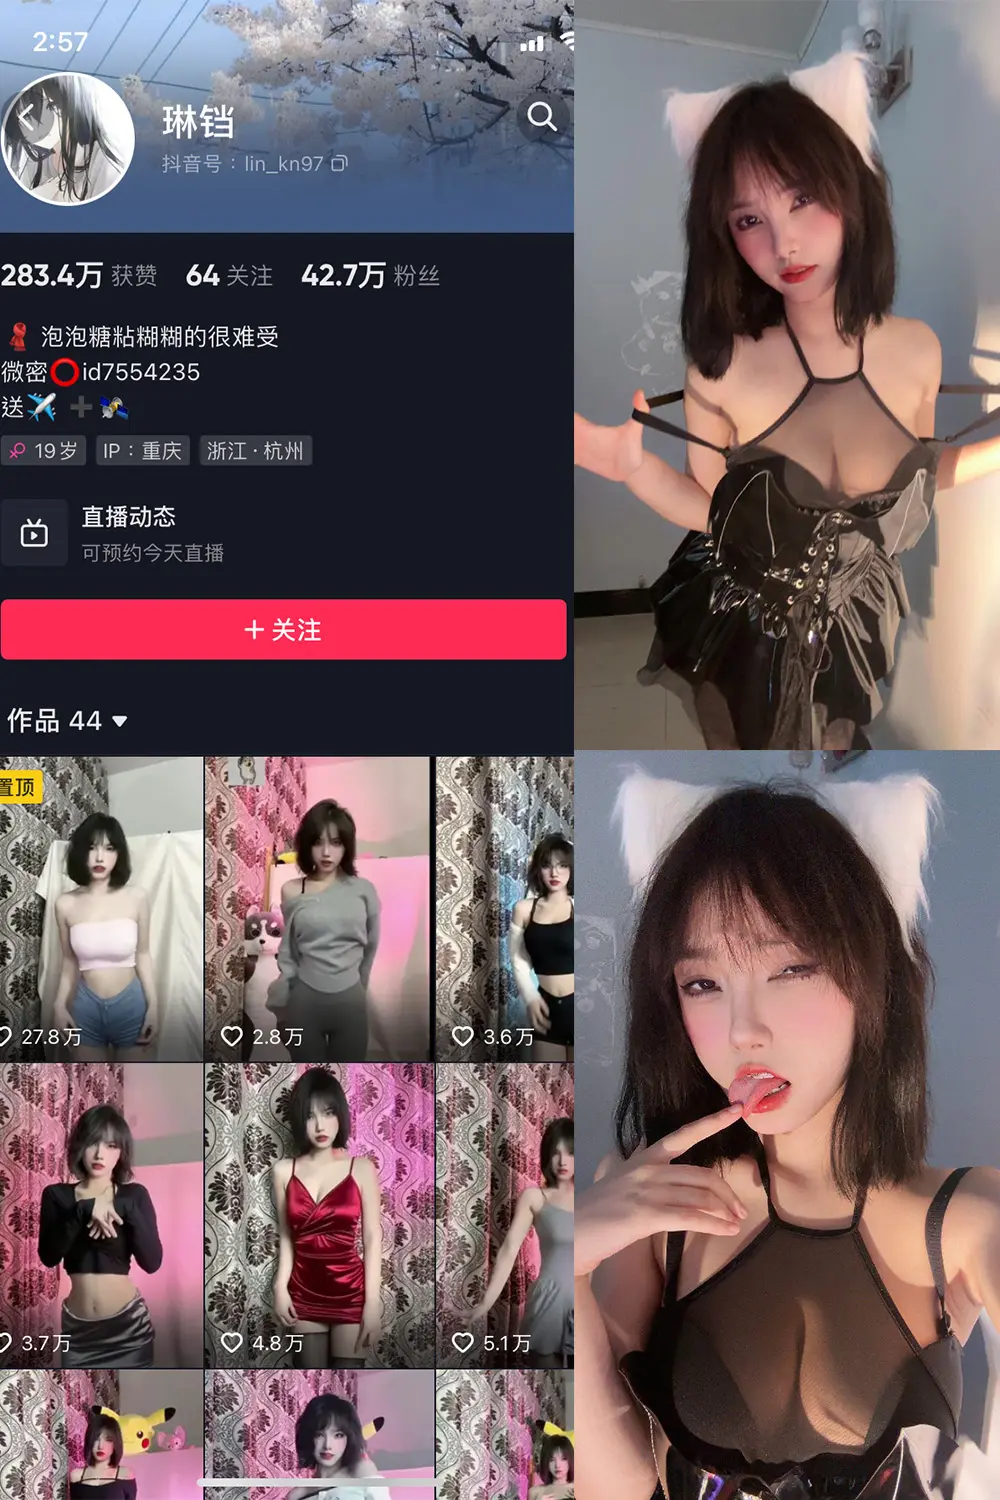 2:57
琳铛
抖音号：lin_kn97
283.4万 获赞 64 关注 42.7万 粉丝
泡泡糖粘糊糊的很难受
微密⭕id7554235
送✈️➕🛰️
19岁 IP：重庆 浙江·杭州
直播动态
可预约今天直播
+ 关注
作品 44
置顶
27.8万 2.8万 3.6万
3.7万 4.8万 5.1万